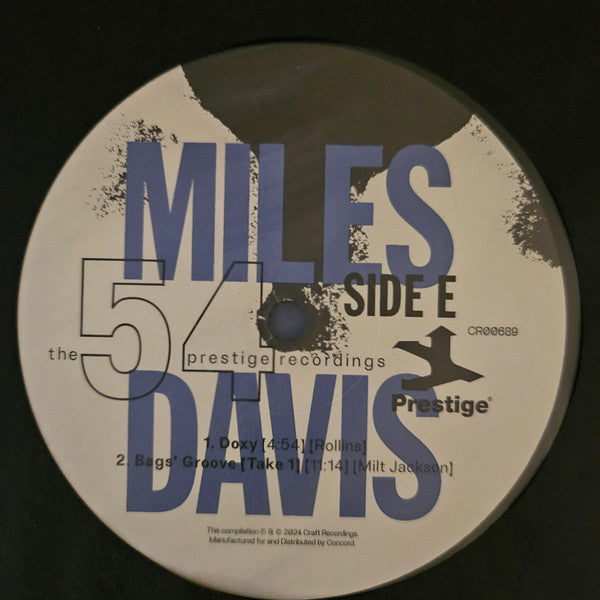 MILES
54
SIDE E
CR00689
the prestige recordings
Prestige®
DAVIS
1. Doxy [4:54] [Rollins]
2. Bags' Groove [Take 1] [11:14] [Milt Jackson]
This compilation ℗ & © 2024 Craft Recordings.
Manufactured for and Distributed by Concord.